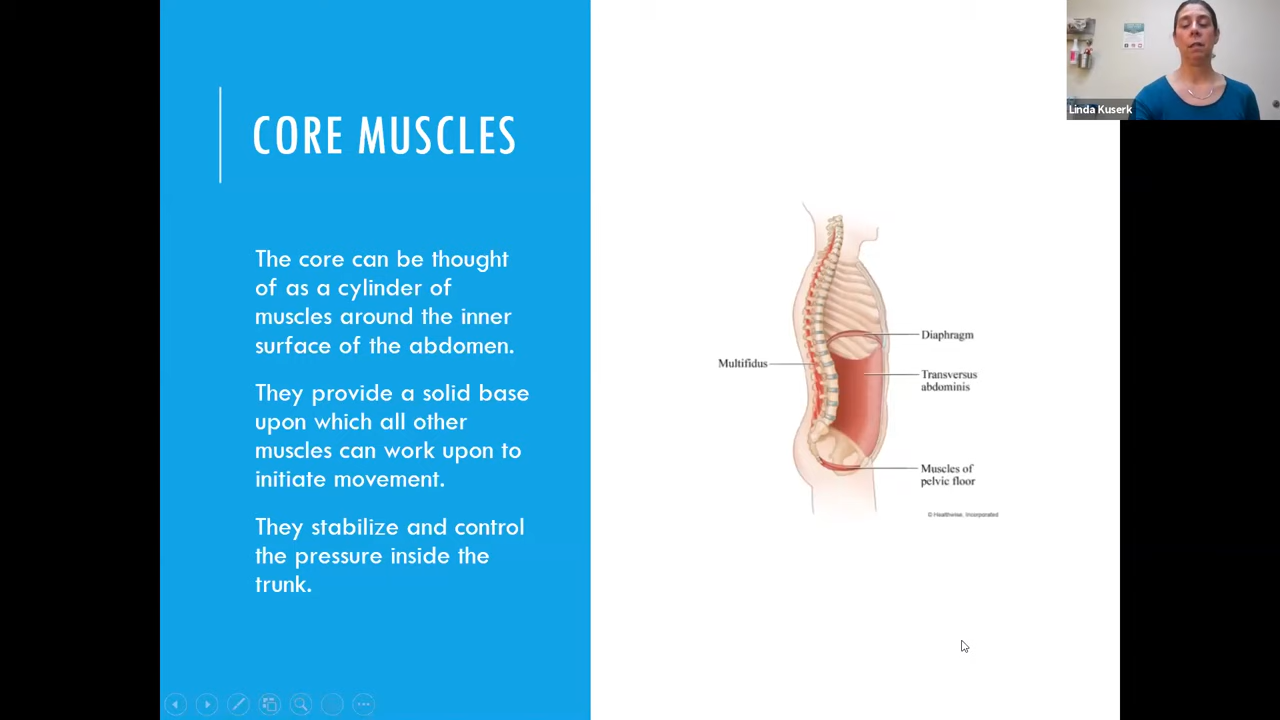 CORE MUSCLES
The core can be thought
of as a cylinder of
muscles around the inner
surface of the abdomen.
They provide a solid base
upon which all other
muscles can work upon to
initiate movement.
They stabilize and control
the pressure inside the
trunk.
Multifidus
Diaphragm
Transversus
abdominis
Muscles of
pelvic floor
© Healthwise, Incorporated
Linda Kuserk